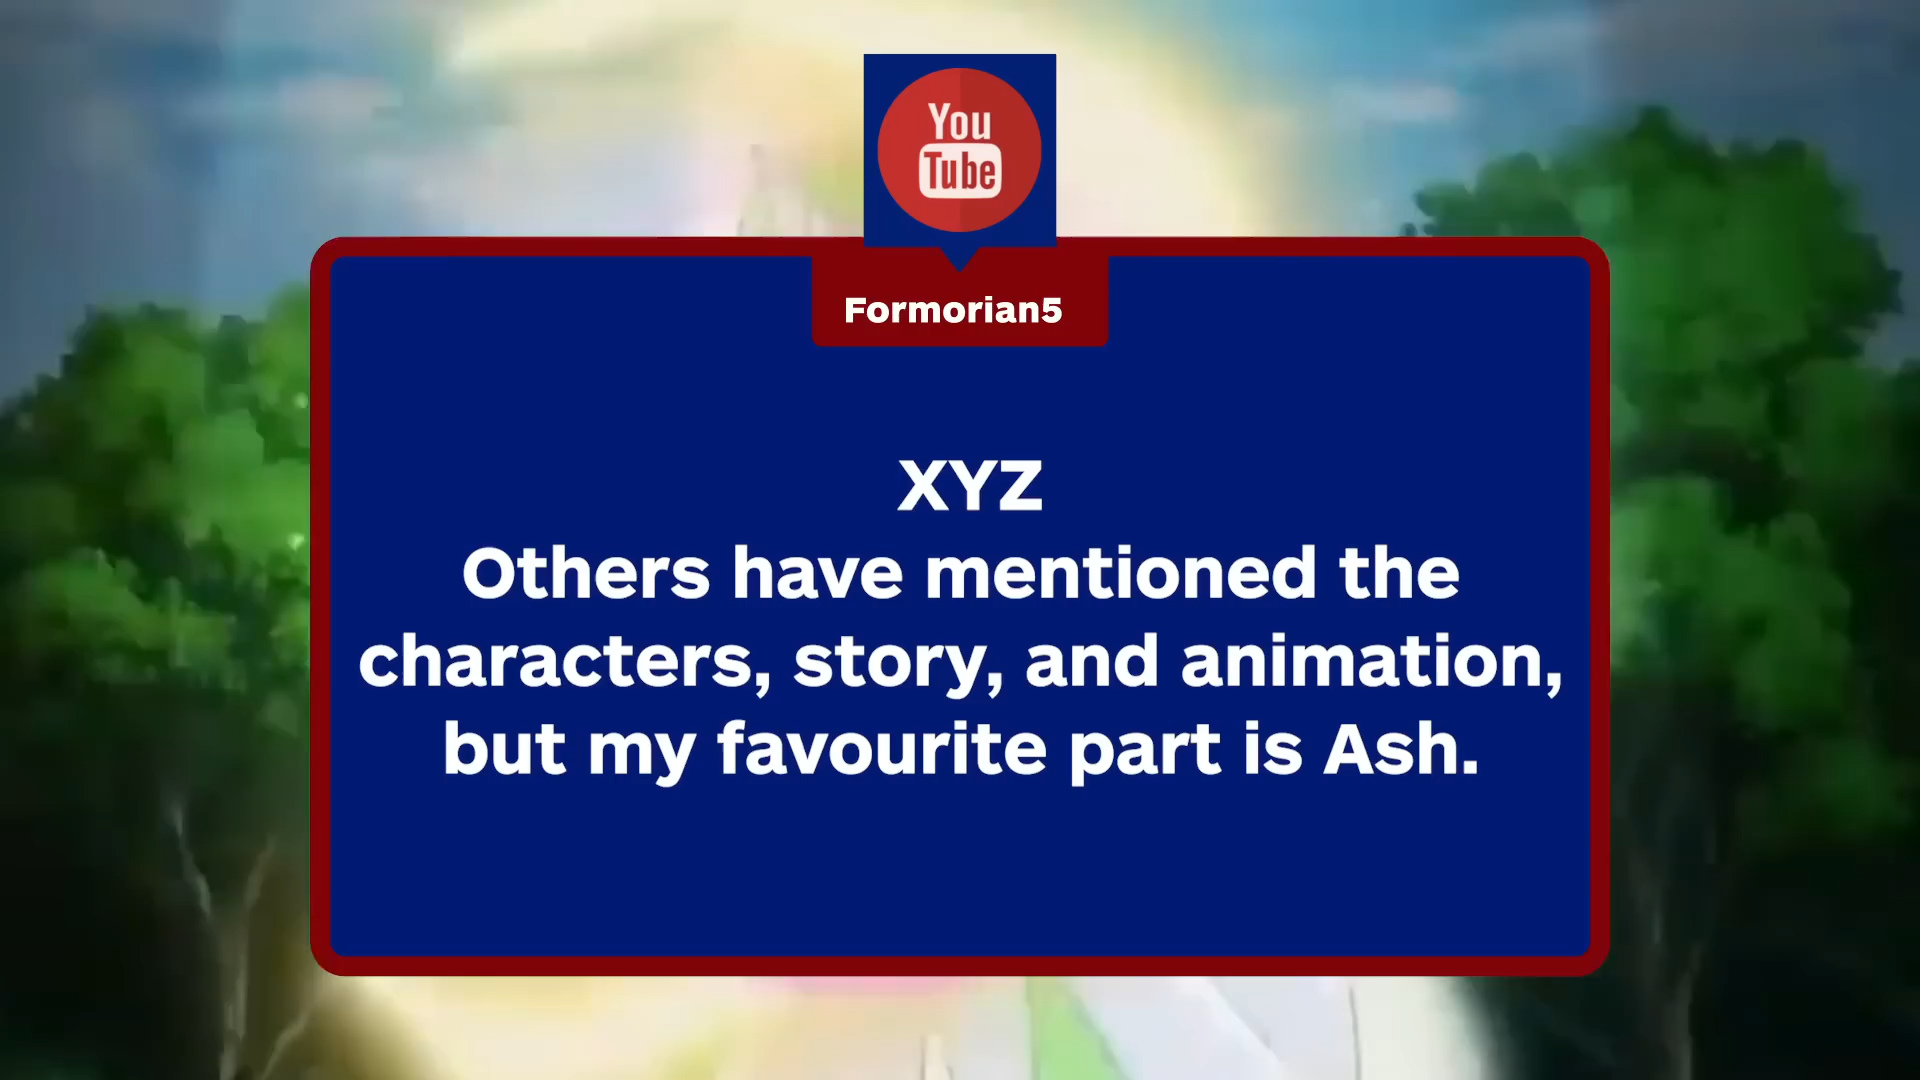 You
Tube
Formorian5
XYZ
Others have mentioned the
characters, story, and animation,
but my favourite part is Ash.